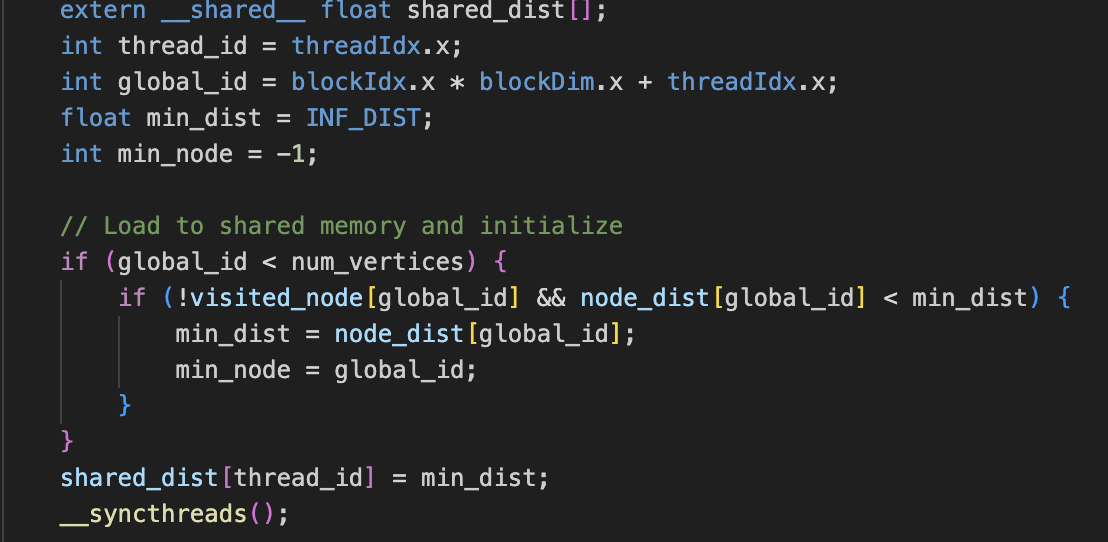 extern __shared__ float shared_dist[];
int thread_id = threadIdx.x;
int global_id = blockIdx.x * blockDim.x + threadIdx.x;
float min_dist = INF_DIST;
int min_node = -1;
// Load to shared memory and initialize
if (global_id < num_vertices) {
if (!visited_node[global_id] && node_dist[global_id] < min_dist) {
min_dist = node_dist[global_id];
min_node = global_id;
}
}
shared_dist[thread_id] = min_dist;
__syncthreads();